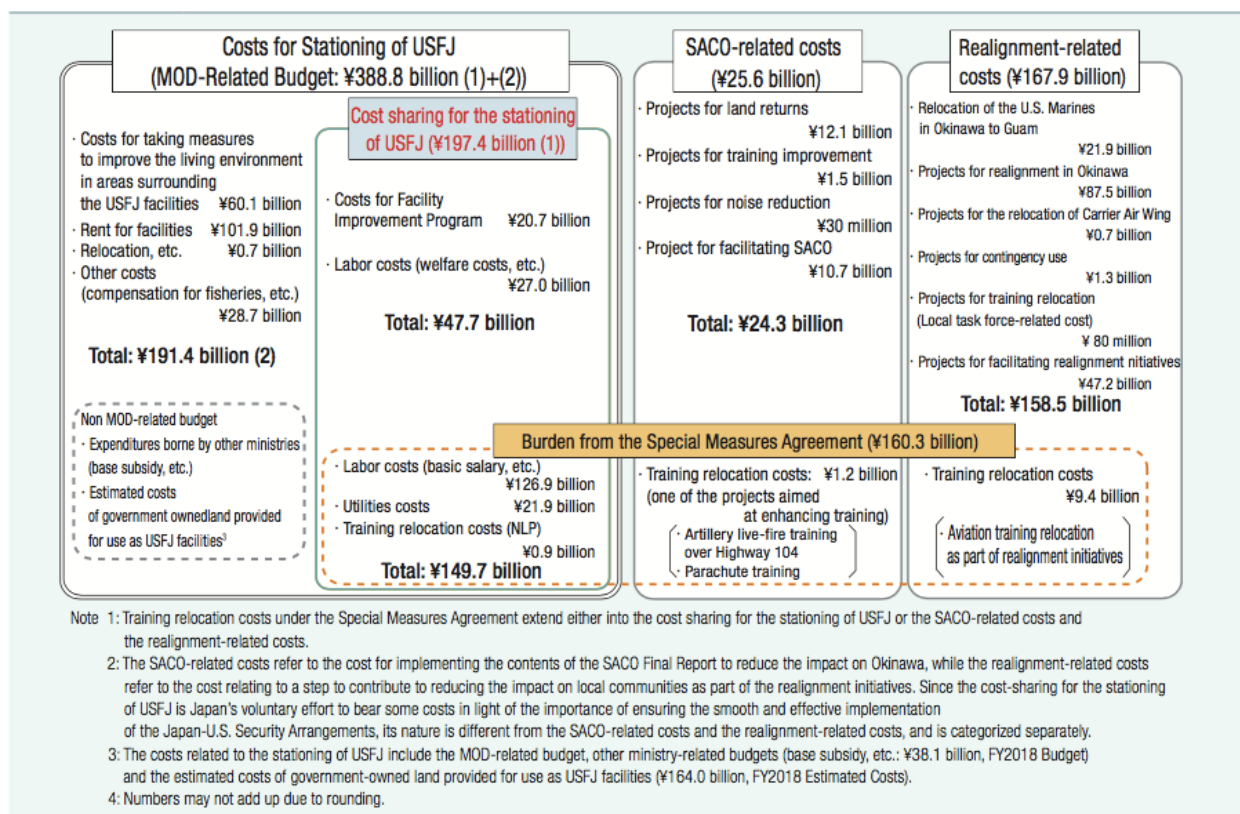 Costs for Stationing of USFJ
(MOD-Related Budget: ¥388.8 billion (1)+(2))
· Costs for taking measures
to improve the living environment
in areas surrounding
the USFJ facilities ¥60.1 billion
· Rent for facilities ¥101.9 billion
· Relocation, etc. ¥0.7 billion
· Other costs
(compensation for fisheries, etc.)
¥28.7 billion
Total: ¥191.4 billion (2)
Non MOD-related budget
· Expenditures borne by other ministries
(base subsidy, etc.)
· Estimated costs
of government ownedland provided
for use as USFJ facilities³
Cost sharing for the stationing
of USFJ (¥197.4 billion (1))
· Costs for Facility
Improvement Program ¥20.7 billion
· Labor costs (welfare costs, etc.)
¥27.0 billion
Total: ¥47.7 billion
SACO-related costs
(¥25.6 billion)
· Projects for land returns
¥12.1 billion
· Projects for training improvement
¥1.5 billion
· Projects for noise reduction
¥30 million
· Project for facilitating SACO
¥10.7 billion
Total: ¥24.3 billion
Realignment-related
costs (¥167.9 billion)
· Relocation of the U.S. Marines
in Okinawa to Guam
¥21.9 billion
· Projects for realignment in Okinawa
¥87.5 billion
· Projects for the relocation of Carrier Air Wing
¥0.7 billion
· Projects for contingency use
¥1.3 billion
· Projects for training relocation
(Local task force-related cost)
¥ 80 million
· Projects for facilitating realignment nitiatives
¥47.2 billion
Total: ¥158.5 billion
Burden from the Special Measures Agreement (¥160.3 billion)
· Labor costs (basic salary, etc.)
¥126.9 billion
· Utilities costs ¥21.9 billion
· Training relocation costs (NLP)
¥0.9 billion
Total: ¥149.7 billion
· Training relocation costs: ¥1.2 billion
(one of the projects aimed
at enhancing training)
· Artillery live-fire training
over Highway 104
· Parachute training
· Training relocation costs
¥9.4 billion
· Aviation training relocation
as part of realignment initiatives
Note 1: Training relocation costs under the Special Measures Agreement extend either into the cost sharing for the stationing of USFJ or the SACO-related costs and
the realignment-related costs.
2: The SACO-related costs refer to the cost for implementing the contents of the SACO Final Report to reduce the impact on Okinawa, while the realignment-related costs
refer to the cost relating to a step to contribute to reducing the impact on local communities as part of the realignment initiatives. Since the cost-sharing for the stationing
of USFJ is Japan's voluntary effort to bear some costs in light of the importance of ensuring the smooth and effective implementation
of the Japan-U.S. Security Arrangements, its nature is different from the SACO-related costs and the realignment-related costs, and is categorized separately.
3: The costs related to the stationing of USFJ include the MOD-related budget, other ministry-related budgets (base subsidy, etc.: ¥38.1 billion, FY2018 Budget)
and the estimated costs of government-owned land provided for use as USFJ facilities (¥164.0 billion, FY2018 Estimated Costs).
4: Numbers may not add up due to rounding.